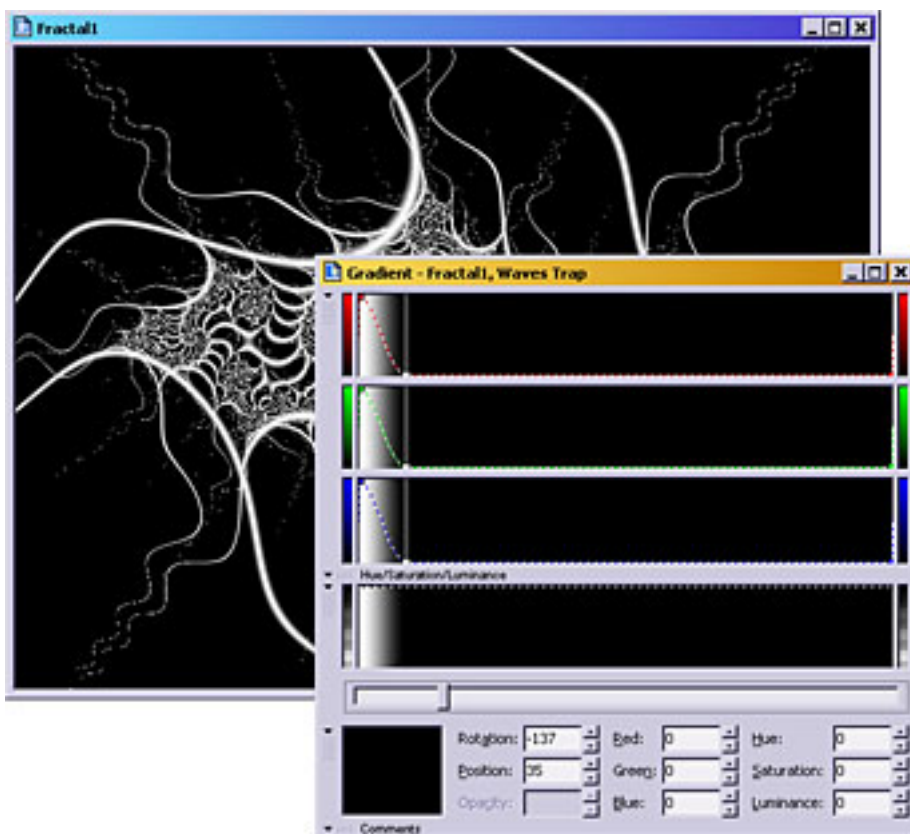 Fractal1
Gradient - Fractal1, Waves Trap
Hue/Saturation/Luminance
Rotation: -137 Red: 0 Hue: 0
Position: 35 Green: 0 Saturation: 0
Opacity: Blue: 0 Luminance: 0
Comments